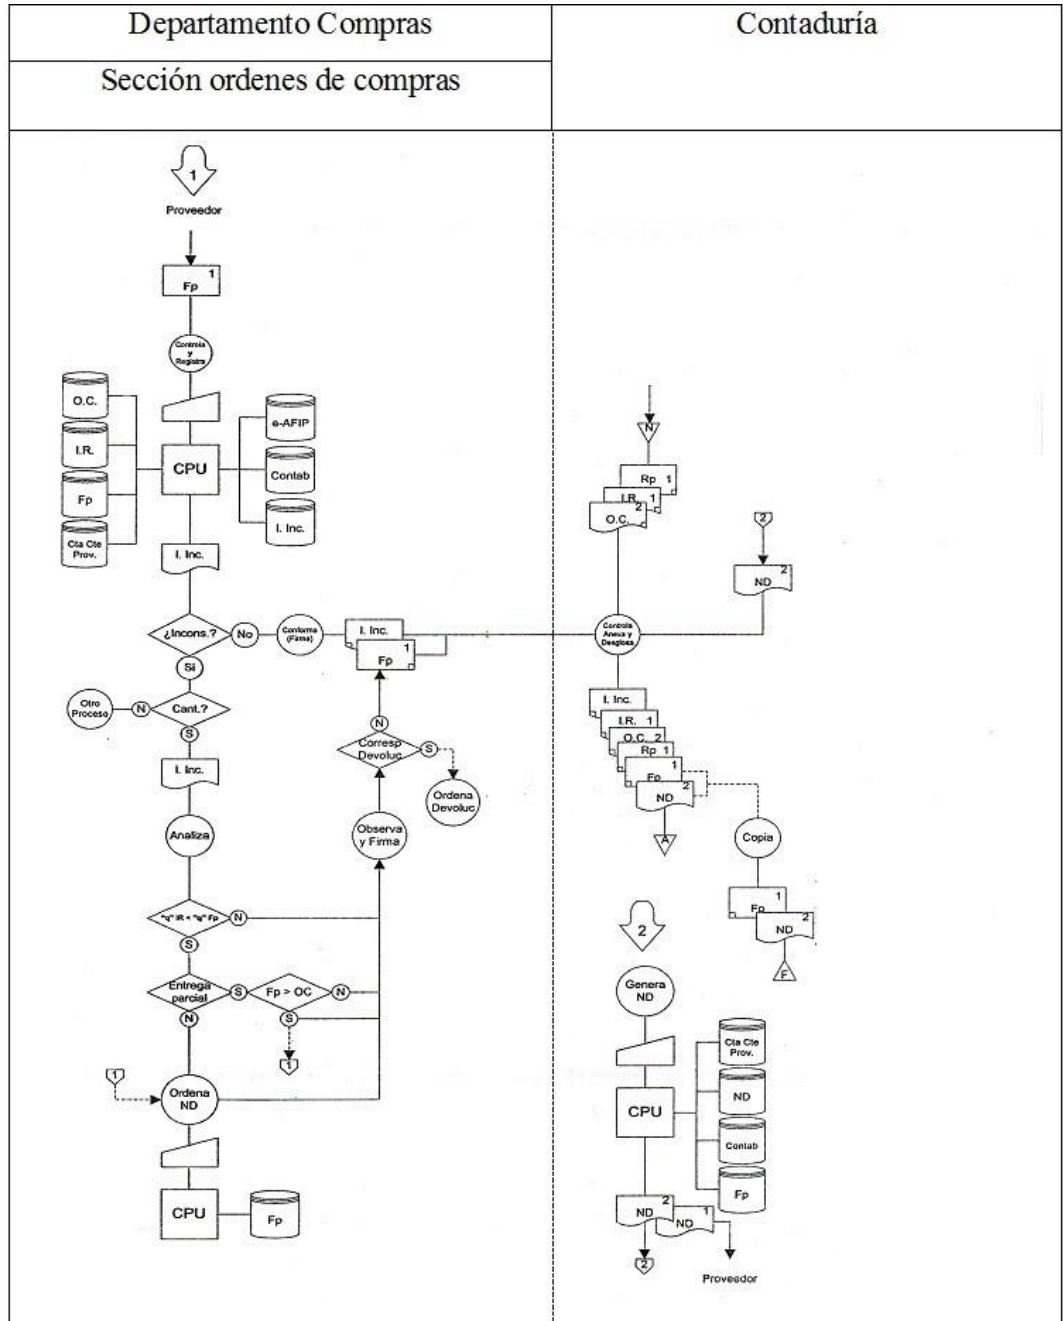 Departamento Compras
Contaduría
Sección ordenes de compras
1
Proveedor
1
Fp
Controla
y
Registra
O.C.
I.R.
Fp
Cta Cte
Prov.
CPU
e-AFIP
Contab
I. Inc.
I. Inc.
¿Incons.?
No
Conforma
(Firma)
I. Inc.
1
Fp
Si
Otro
Proceso
N
Cant.?
S
I. Inc.
Analiza
N
Corresp
Devoluc
S
Ordena
Devoluc
Observa
y Firma
"q" IR < "q" Fp
N
S
Entrega
parcial
S
Fp > OC
N
N
S
1
1
Ordena
ND
CPU
Fp
N
Rp 1
I.R. 1
2
O.C.
2
2
ND
Controla
Anexa y
Desglosa
I. Inc.
I.R. 1
O.C. 2
Rp 1
1
Fp
2
ND
A
Copia
1
Fp
2
ND
F
2
Genera
ND
CPU
Cta Cte
Prov.
ND
Contab
Fp
2
ND
1
ND
2
Proveedor